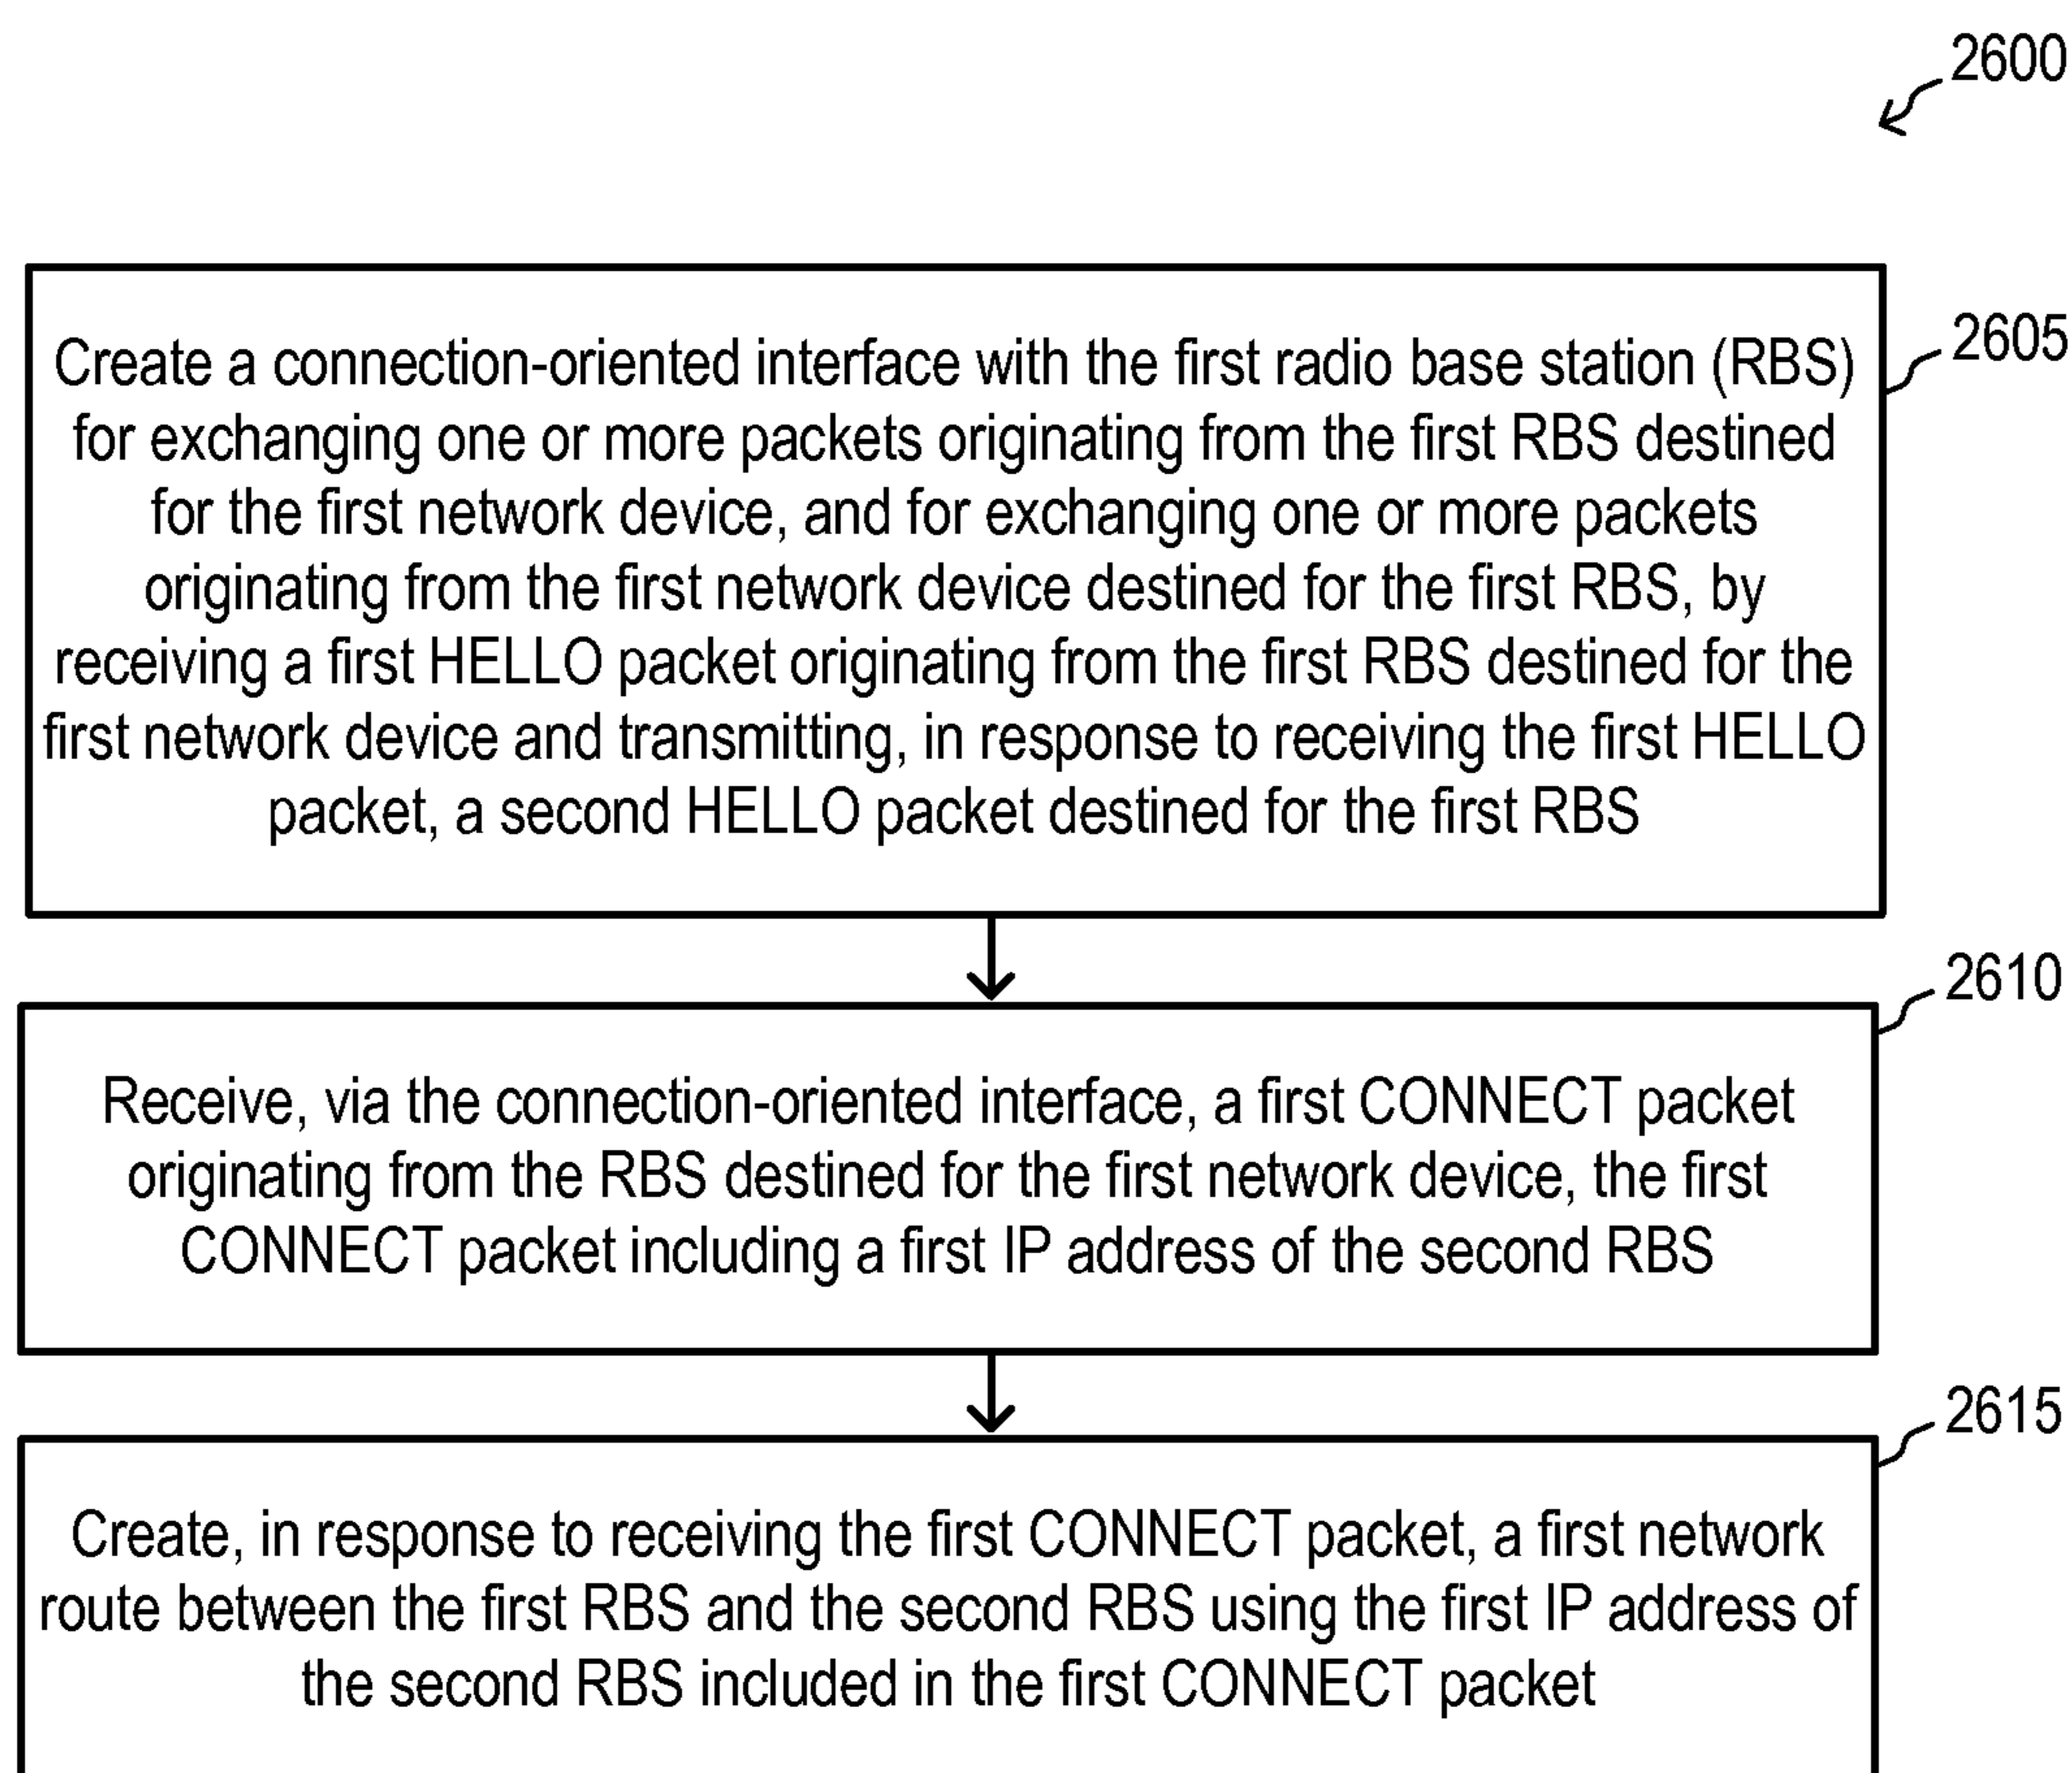 2600
2605
Create a connection-oriented interface with the first radio base station (RBS)
for exchanging one or more packets originating from the first RBS destined
for the first network device, and for exchanging one or more packets
originating from the first network device destined for the first RBS, by
receiving a first HELLO packet originating from the first RBS destined for the
first network device and transmitting, in response to receiving the first HELLO
packet, a second HELLO packet destined for the first RBS
2610
Receive, via the connection-oriented interface, a first CONNECT packet
originating from the RBS destined for the first network device, the first
CONNECT packet including a first IP address of the second RBS
2615
Create, in response to receiving the first CONNECT packet, a first network
route between the first RBS and the second RBS using the first IP address of
the second RBS included in the first CONNECT packet